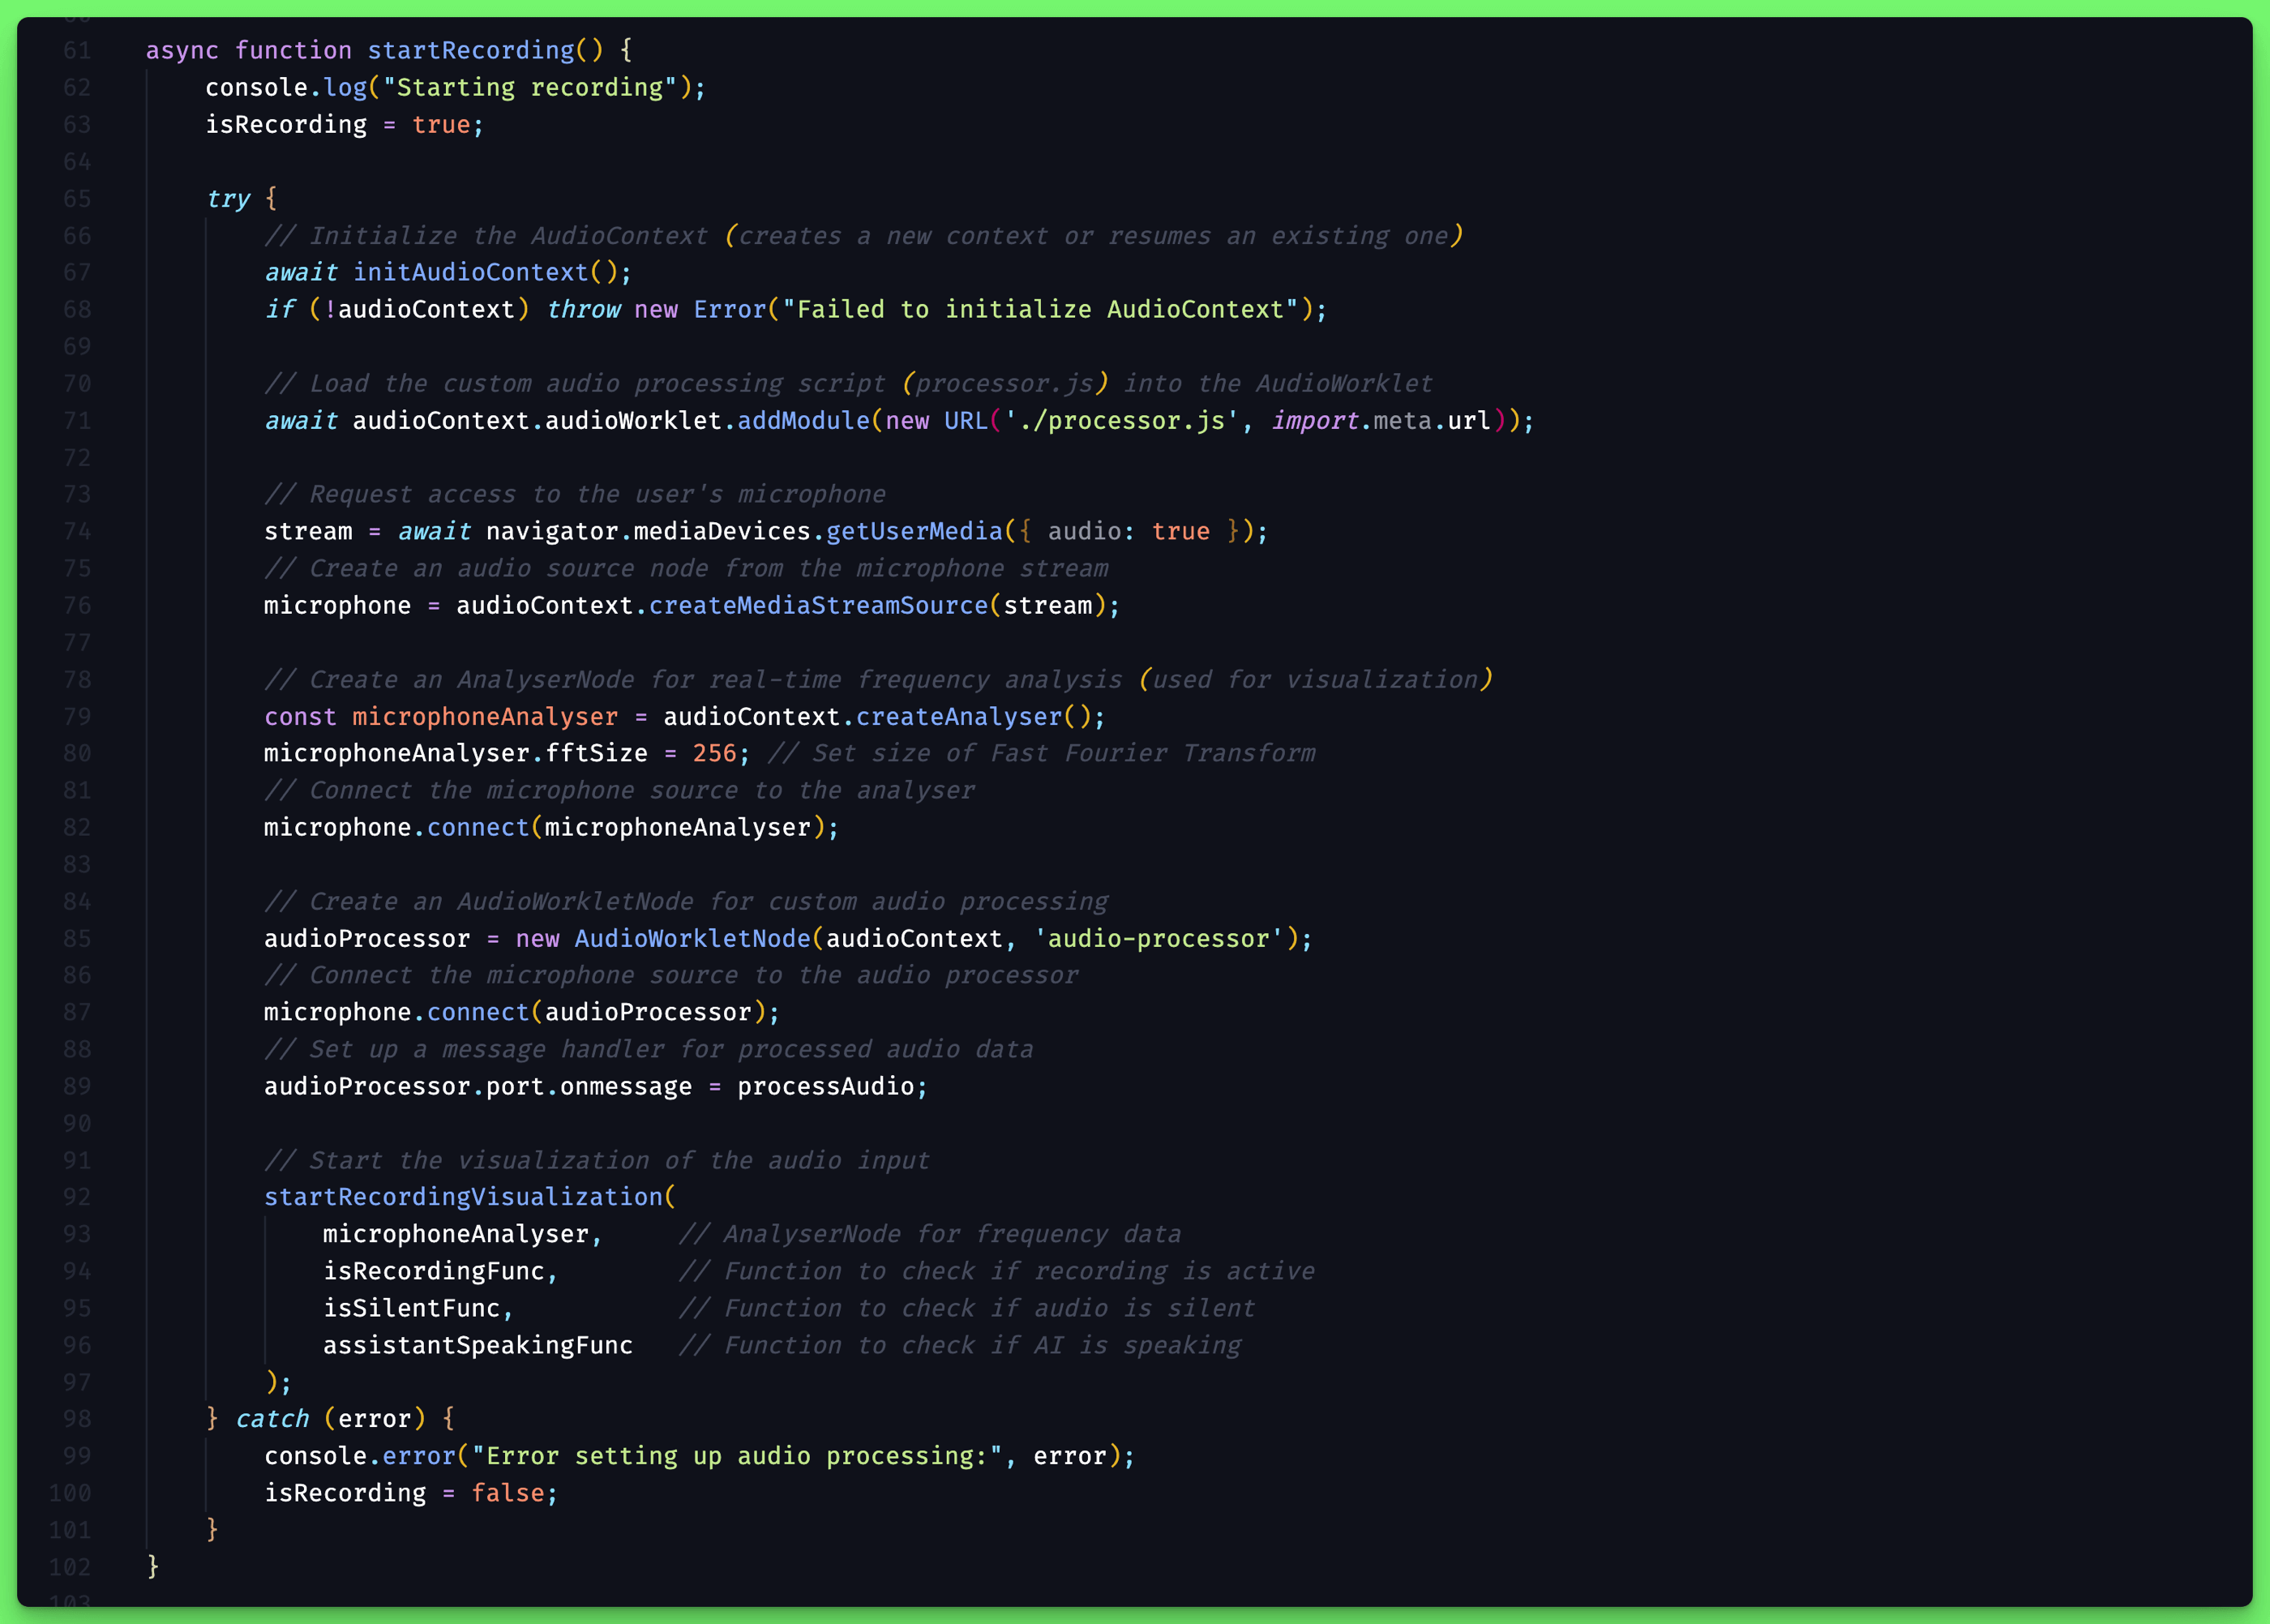 61 async function startRecording() {
62 console.log("Starting recording");
63 isRecording = true;
64
65 try {
66 // Initialize the AudioContext (creates a new context or resumes an existing one)
67 await initAudioContext();
68 if (!audioContext) throw new Error("Failed to initialize AudioContext");
69
70 // Load the custom audio processing script (processor.js) into the AudioWorklet
71 await audioContext.audioWorklet.addModule(new URL('./processor.js', import.meta.url));
72
73 // Request access to the user's microphone
74 stream = await navigator.mediaDevices.getUserMedia({ audio: true });
75 // Create an audio source node from the microphone stream
76 microphone = audioContext.createMediaStreamSource(stream);
77
78 // Create an AnalyserNode for real-time frequency analysis (used for visualization)
79 const microphoneAnalyser = audioContext.createAnalyser();
80 microphoneAnalyser.fftSize = 256; // Set size of Fast Fourier Transform
81 // Connect the microphone source to the analyser
82 microphone.connect(microphoneAnalyser);
83
84 // Create an AudioWorkletNode for custom audio processing
85 audioProcessor = new AudioWorkletNode(audioContext, 'audio-processor');
86 // Connect the microphone source to the audio processor
87 microphone.connect(audioProcessor);
88 // Set up a message handler for processed audio data
89 audioProcessor.port.onmessage = processAudio;
90
91 // Start the visualization of the audio input
92 startRecordingVisualization(
93 microphoneAnalyser, // AnalyserNode for frequency data
94 isRecordingFunc, // Function to check if recording is active
95 isSilentFunc, // Function to check if audio is silent
96 assistantSpeakingFunc // Function to check if AI is speaking
97 );
98 } catch (error) {
99 console.error("Error setting up audio processing:", error);
100 isRecording = false;
101 }
102 }
103